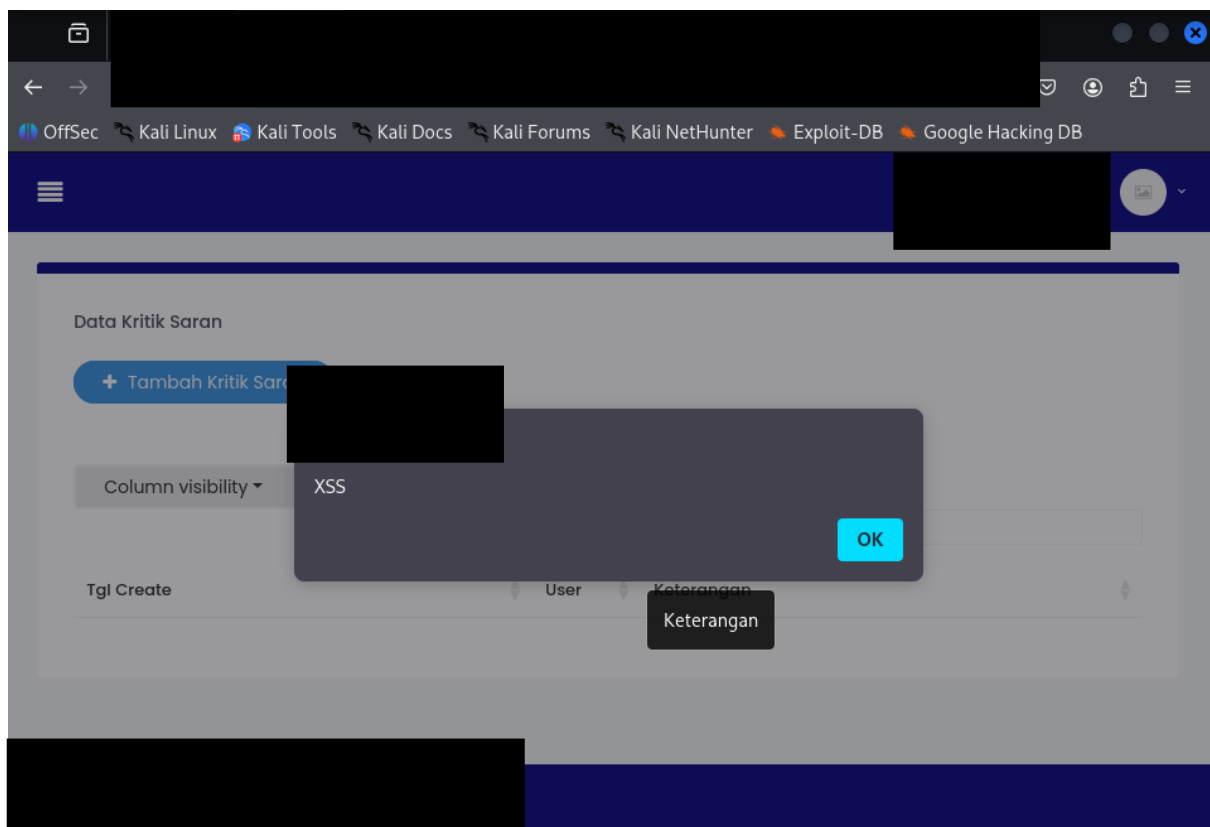 OffSec Kali Linux Kali Tools Kali Docs Kali Forums Kali NetHunter Exploit-DB Google Hacking DB
Data Kritik Saran
+ Tambah Kritik
Column visibility
XSS
OK
Tgl Create User Keterangan
Keterangan